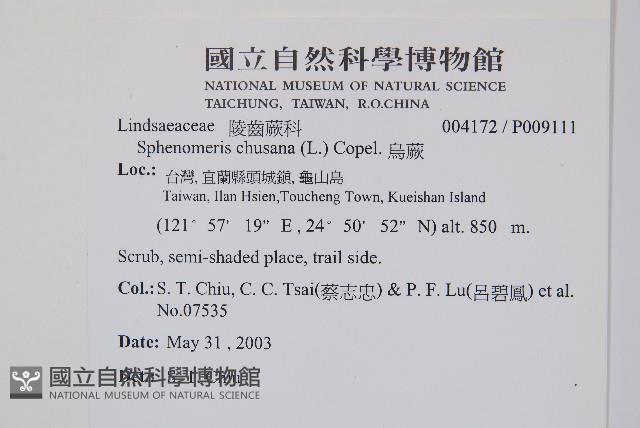 國立自然科學博物館
NATIONAL MUSEUM OF NATURAL SCIENCE
TAICHUNG, TAIWAN, R.O.CHINA
Lindsaeaceae 陵齒蕨科 004172 / P009111
Sphenomeris chusana (L.) Copel. 烏蕨
Loc.: 台灣, 宜蘭縣頭城鎮, 龜山島
Taiwan, Ilan Hsien,Toucheng Town, Kueishan Island
(121° 57' 19" E , 24° 50' 52" N) alt. 850 m.
Scrub, semi-shaded place, trail side.
Col.: S. T. Chiu, C. C. Tsai(蔡志忠) & P. F. Lu(呂碧鳳) et al.
No.07535
Date: May 31 , 2003
國立自然科學博物館
NATIONAL MUSEUM OF NATURAL SCIENCE